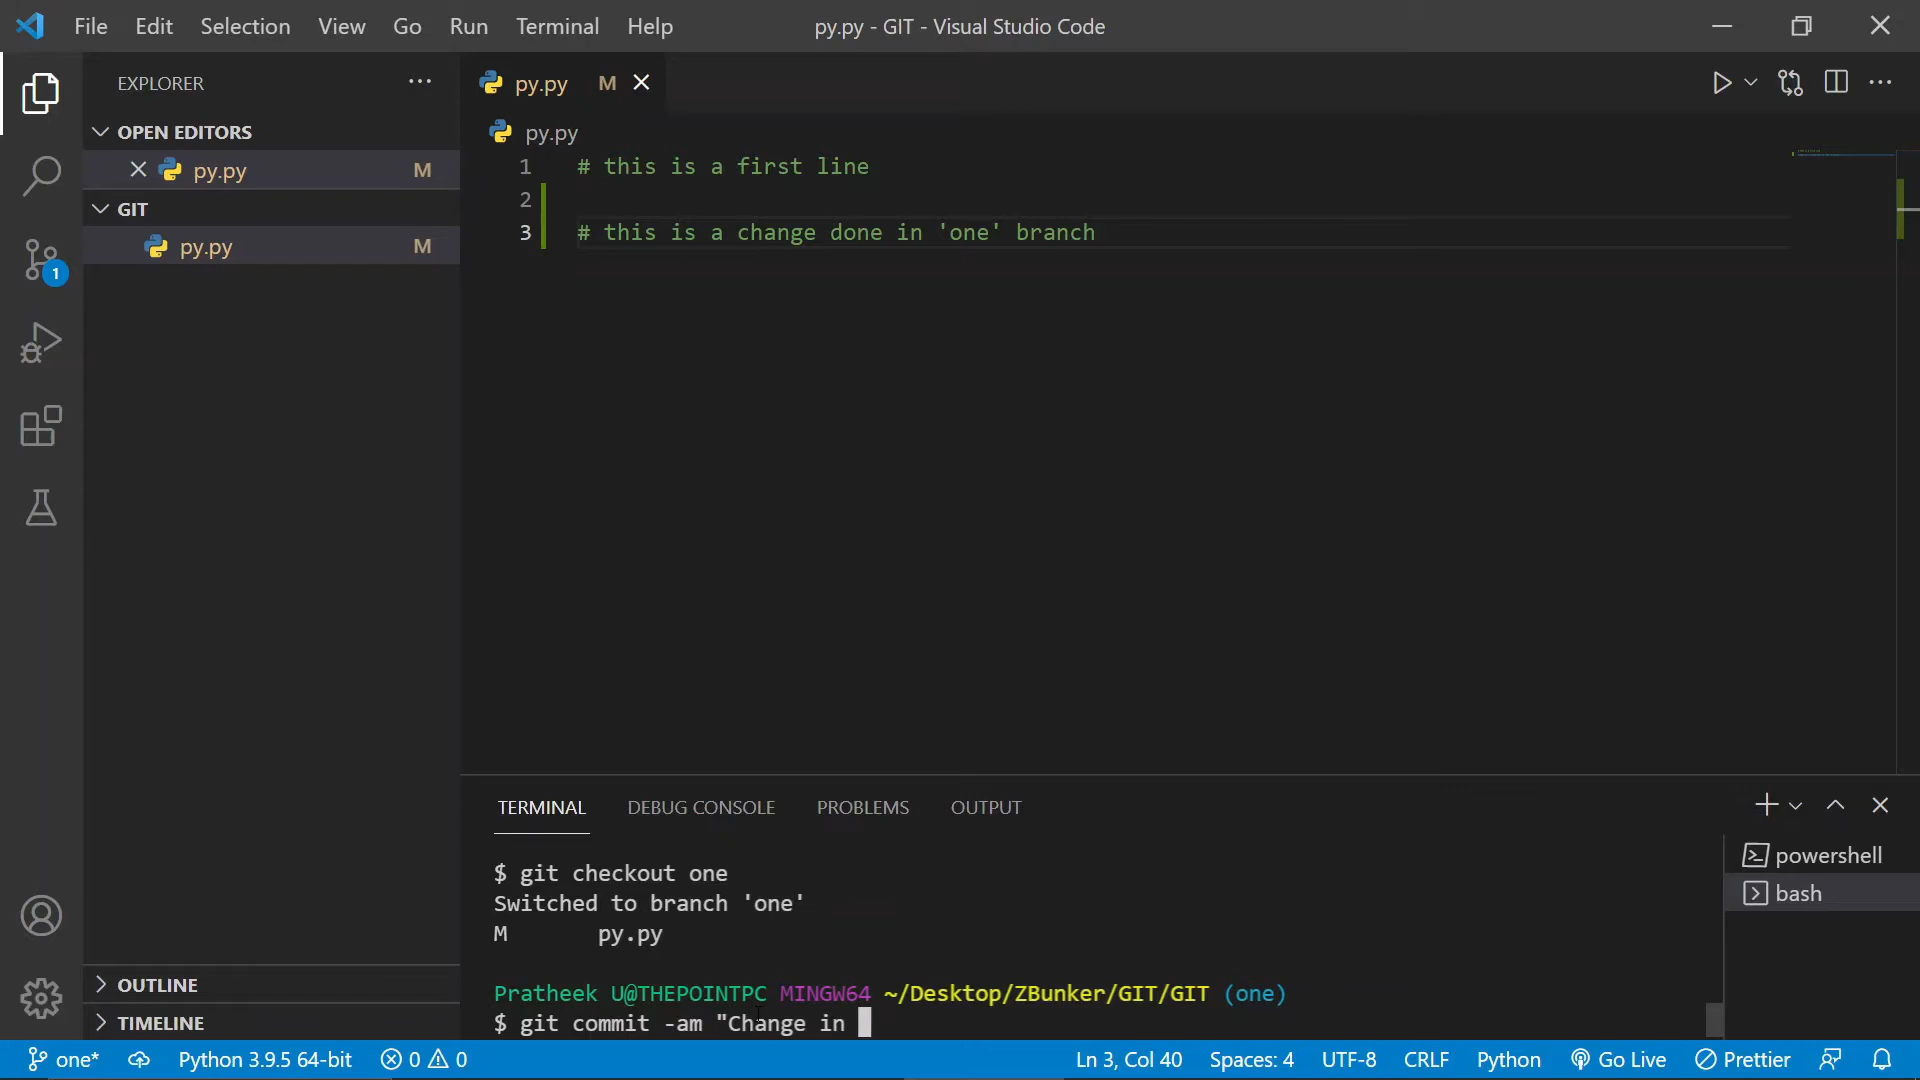 File Edit Selection View Go Run Terminal Help py.py - GIT - Visual Studio Code
EXPLORER
py.py M
OPEN EDITORS
py.py M
GIT
py.py M
1
py.py
1 # this is a first line
2
3 # this is a change done in 'one' branch
TERMINAL DEBUG CONSOLE PROBLEMS OUTPUT
$ git checkout one
Switched to branch 'one'
M py.py
Pratheek U@THEPOINTPC MINGW64 ~/Desktop/ZBunker/GIT/GIT (one)
$ git commit -am "Change in
powershell
bash
OUTLINE
TIMELINE
one* Python 3.9.5 64-bit 0 0 Ln 3, Col 40 Spaces: 4 UTF-8 CRLF Python Go Live Prettier